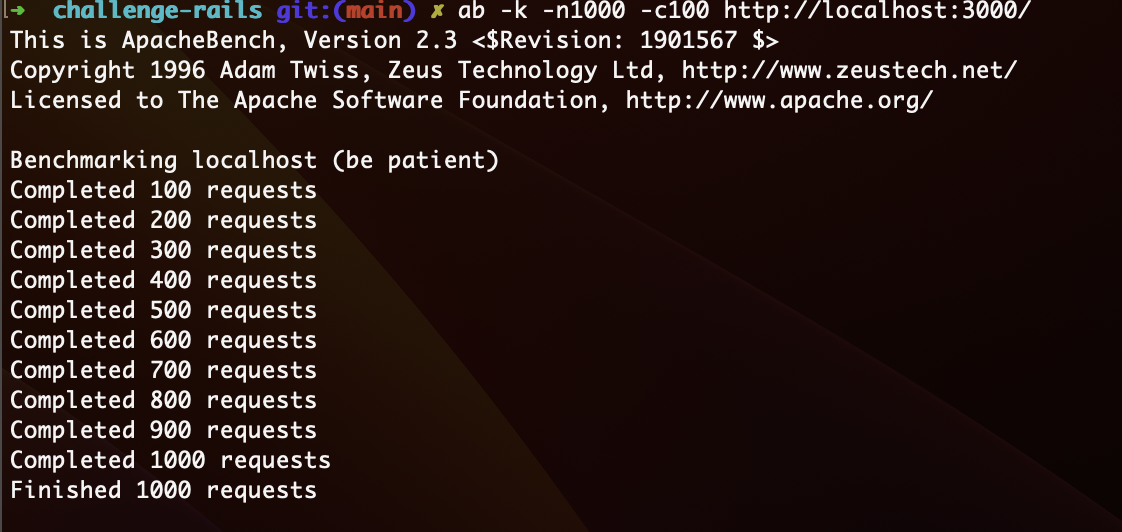 ➜  challenge-rails git:(main) ✗ ab -k -n1000 -c100 http://localhost:3000/
This is ApacheBench, Version 2.3 <$Revision: 1901567 $>
Copyright 1996 Adam Twiss, Zeus Technology Ltd, http://www.zeustech.net/
Licensed to The Apache Software Foundation, http://www.apache.org/

Benchmarking localhost (be patient)
Completed 100 requests
Completed 200 requests
Completed 300 requests
Completed 400 requests
Completed 500 requests
Completed 600 requests
Completed 700 requests
Completed 800 requests
Completed 900 requests
Completed 1000 requests
Finished 1000 requests